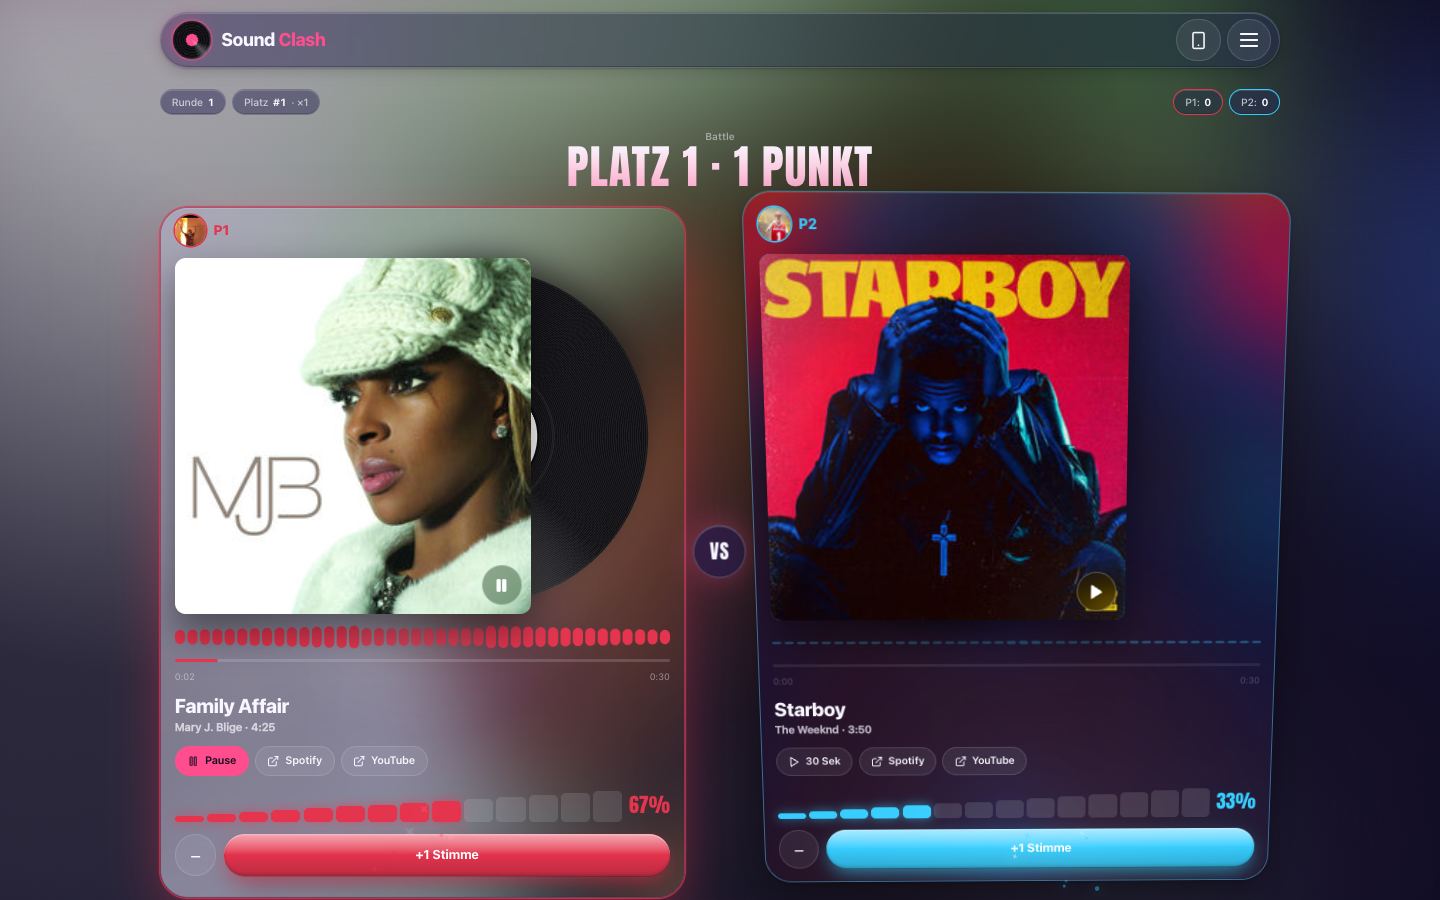 Sound Clash
Runde 1
Platz #1 · ×1
P1: 0
P2: 0
Battle
PLATZ 1 · 1 PUNKT
P1
MJB
0:02
0:30
Family Affair
Mary J. Blige · 4:25
Pause
Spotify
YouTube
67%
–
+1 Stimme
VS
P2
STARBOY
0:00
0:30
Starboy
The Weeknd · 3:50
30 Sek
Spotify
YouTube
33%
–
+1 Stimme